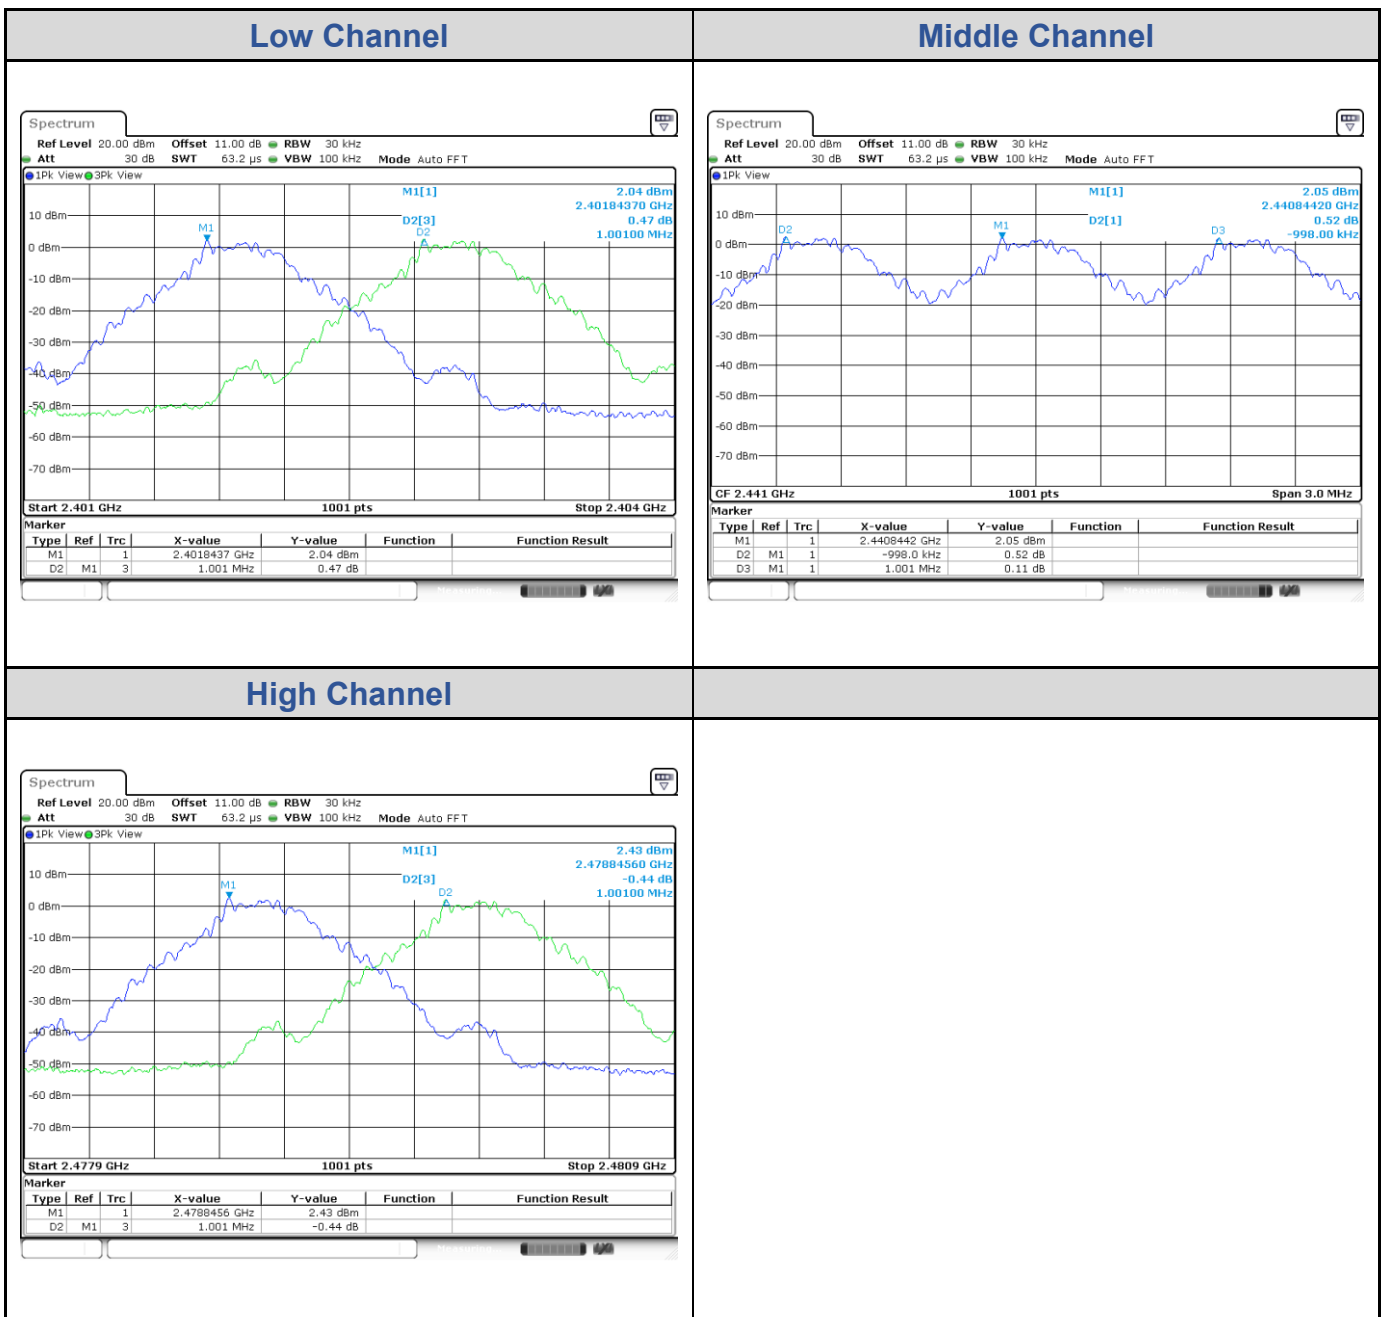 Low Channel
Middle Channel
Spectrum
Ref Level 20.00 dBm Offset 11.00 dB RBW 30 kHz
Att 30 dB SWT 63.2 µs VBW 100 kHz Mode Auto FFT
1Pk View 3Pk View
M1[1] 2.04 dBm
2.40184370 GHz
D2[3] 0.47 dB
1.00100 MHz
M1
D2
10 dBm
0 dBm
-10 dBm
-20 dBm
-30 dBm
-40 dBm
-50 dBm
-60 dBm
-70 dBm
Start 2.401 GHz 1001 pts Stop 2.404 GHz
Marker
Type Ref Trc X-value Y-value Function Function Result
M1 1 2.4018437 GHz 2.04 dBm
D2 M1 3 1.001 MHz 0.47 dB
Measuring...
Spectrum
Ref Level 20.00 dBm Offset 11.00 dB RBW 30 kHz
Att 30 dB SWT 63.2 µs VBW 100 kHz Mode Auto FFT
1Pk View
M1[1] 2.05 dBm
2.44084420 GHz
D2[1] 0.52 dB
-998.00 kHz
D2
M1
D3
10 dBm
0 dBm
-10 dBm
-20 dBm
-30 dBm
-40 dBm
-50 dBm
-60 dBm
-70 dBm
CF 2.441 GHz 1001 pts Span 3.0 MHz
Marker
Type Ref Trc X-value Y-value Function Function Result
M1 1 2.4408442 GHz 2.05 dBm
D2 M1 1 -998.0 kHz 0.52 dB
D3 M1 1 1.001 MHz 0.11 dB
Measuring...
High Channel
Spectrum
Ref Level 20.00 dBm Offset 11.00 dB RBW 30 kHz
Att 30 dB SWT 63.2 µs VBW 100 kHz Mode Auto FFT
1Pk View 3Pk View
M1[1] 2.43 dBm
2.47884560 GHz
D2[3] -0.44 dB
1.00100 MHz
M1
D2
10 dBm
0 dBm
-10 dBm
-20 dBm
-30 dBm
-40 dBm
-50 dBm
-60 dBm
-70 dBm
Start 2.4779 GHz 1001 pts Stop 2.4809 GHz
Marker
Type Ref Trc X-value Y-value Function Function Result
M1 1 2.4788456 GHz 2.43 dBm
D2 M1 3 1.001 MHz -0.44 dB
Measuring...